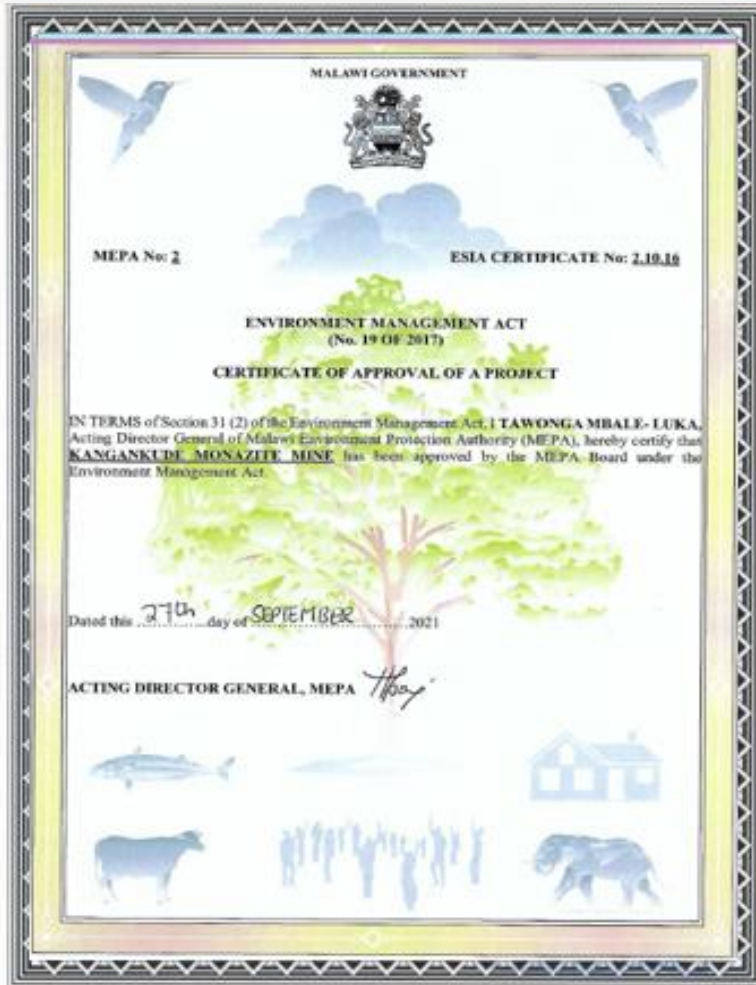 MALAWI GOVERNMENT
MEPA No: 2
ESIA CERTIFICATE No: 2.10.16
ENVIRONMENT MANAGEMENT ACT
(No. 19 OF 2017)
CERTIFICATE OF APPROVAL OF A PROJECT
IN TERMS of Section 31 (2) of the Environment Management Act, I TAWONGA MBALE- LUKA,
Acting Director General of Malawi Environment Protection Authority (MEPA), hereby certify that
KANGANKUDE MONAZITE MINE has been approved by the MEPA Board under the
Environment Management Act.
Dated this 27th day of SEPTEMBER 2021
ACTING DIRECTOR GENERAL, MEPA